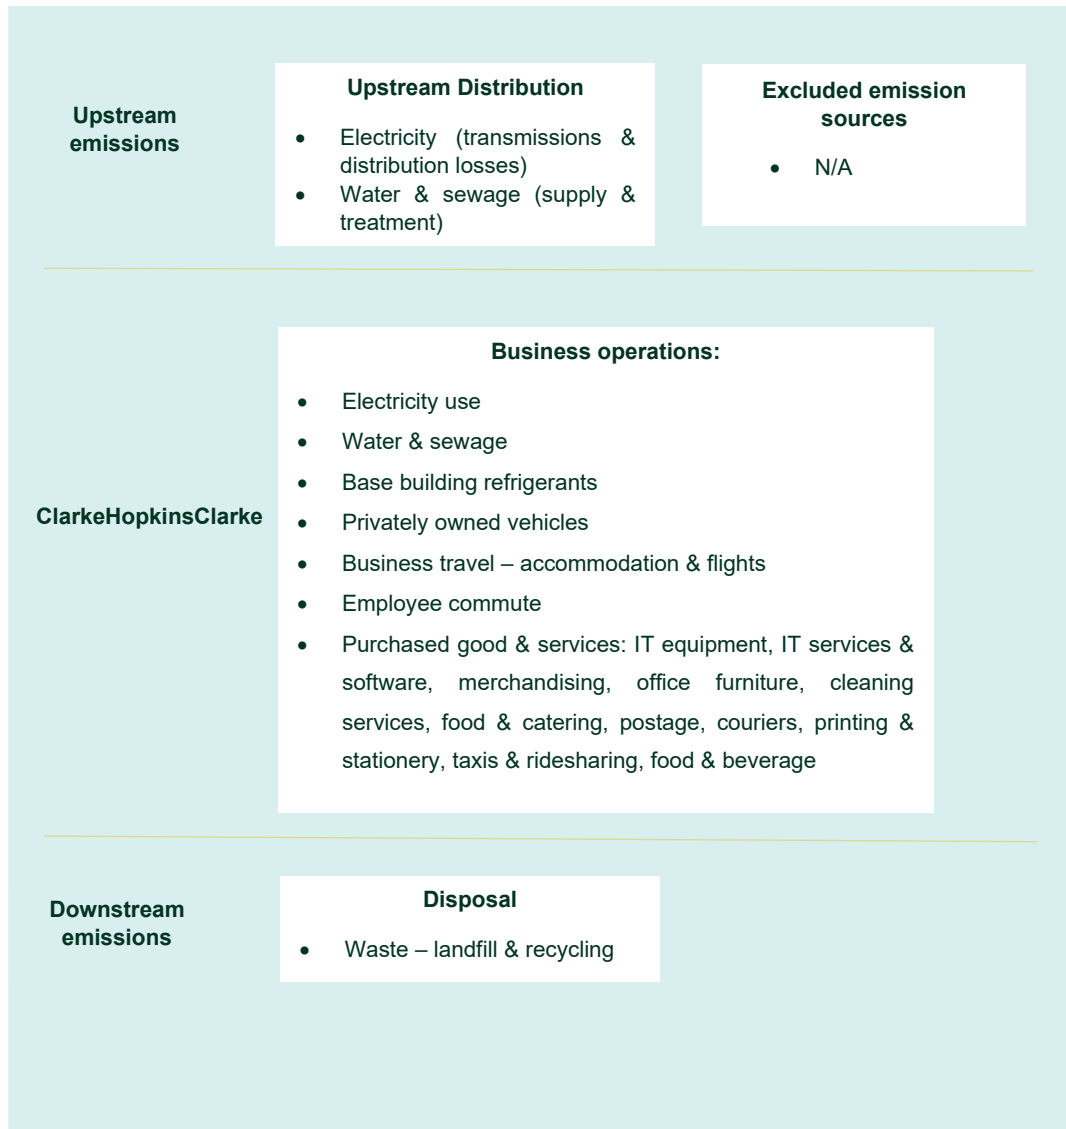 Upstream
emissions
Upstream Distribution
• Electricity (transmissions &
distribution losses)
• Water & sewage (supply &
treatment)
Excluded emission
sources
• N/A
ClarkeHopkinsClarke
Business operations:
• Electricity use
• Water & sewage
• Base building refrigerants
• Privately owned vehicles
• Business travel – accommodation & flights
• Employee commute
• Purchased good & services: IT equipment, IT services &
software, merchandising, office furniture, cleaning
services, food & catering, postage, couriers, printing &
stationery, taxis & ridesharing, food & beverage
Downstream
emissions
Disposal
• Waste – landfill & recycling